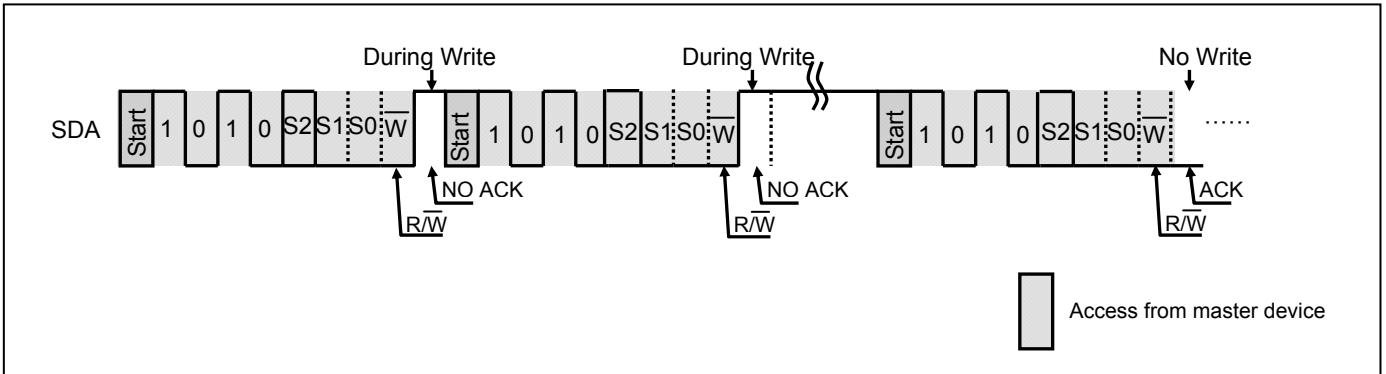 During Write During Write No Write
SDA Start 1 0 1 0 S2 S1 S0 W̅ Start 1 0 1 0 S2 S1 S0 W̅ Start 1 0 1 0 S2 S1 S0 W̅ ......
NO ACK NO ACK ACK
R/W̅ R/W̅ R/W̅
Access from master device